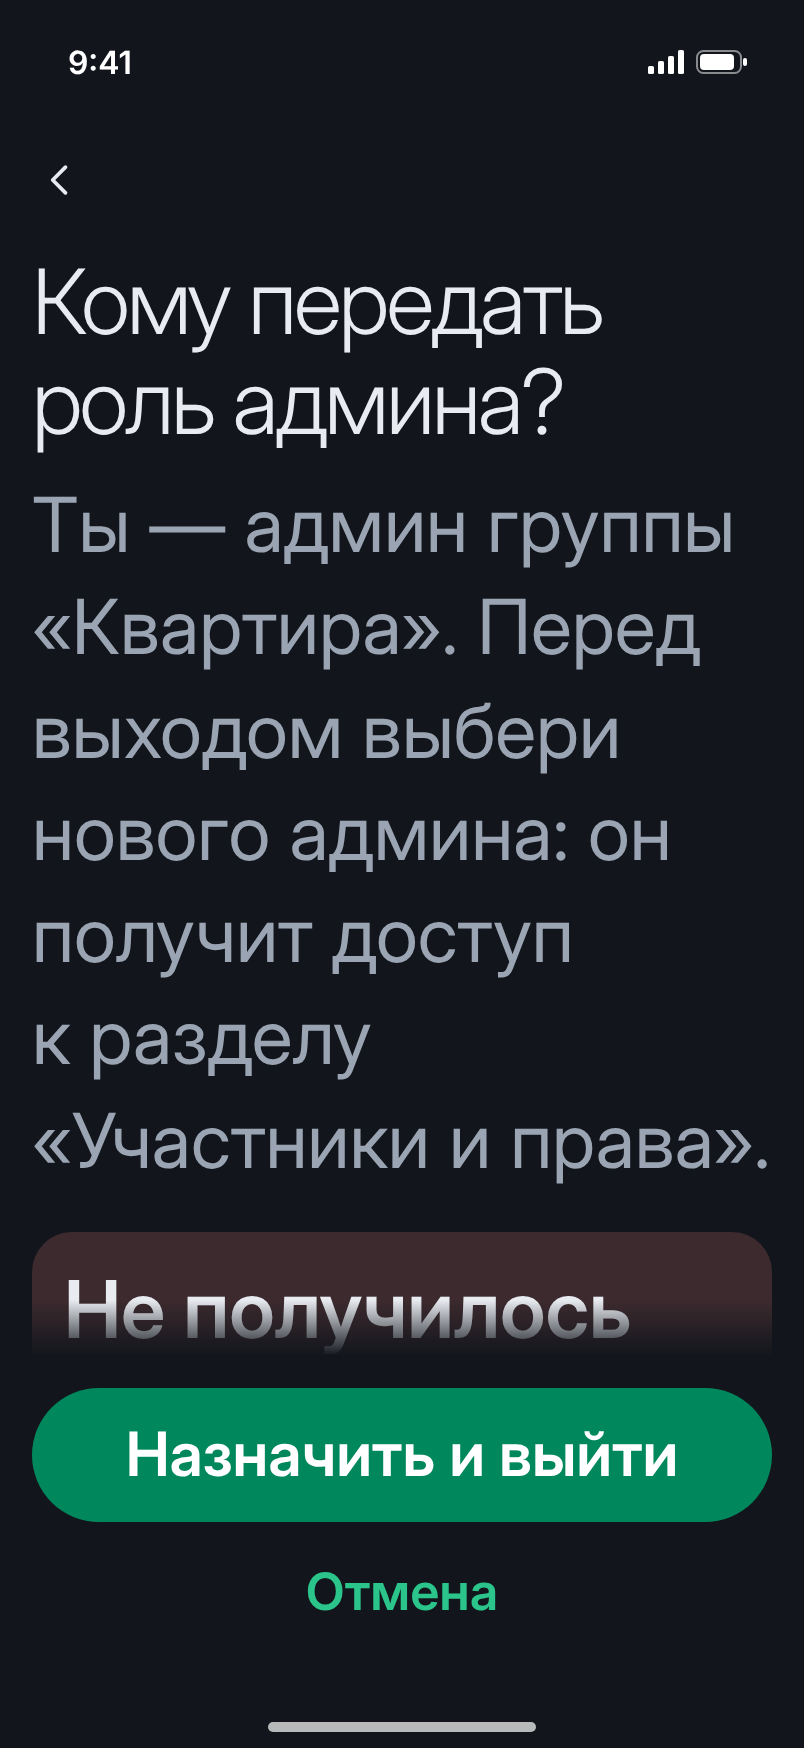 9:41
Кому передать
роль админа?
Ты — админ группы
«Квартира». Перед
выходом выбери
нового админа: он
получит доступ
к разделу
«Участники и права».
Не получилось
Назначить и выйти
Отмена